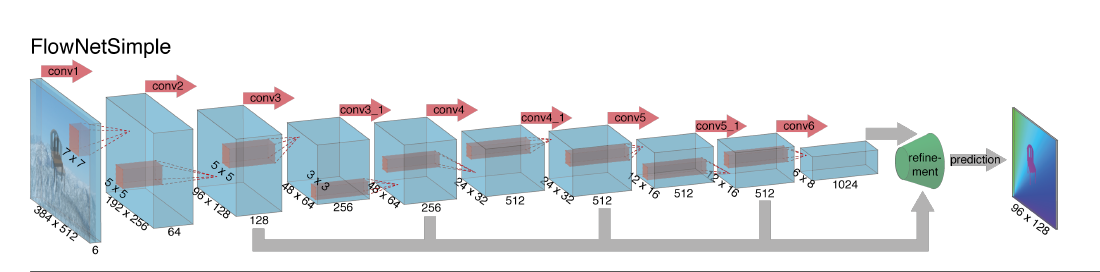 FlowNetSimple
conv1
conv2
conv3
conv3_1
conv4
conv4_1
conv5
conv5_1
conv6
7 x 7
5 x 5
5 x 5
3 x 3
384 x 512
6
192 x 256
64
96 x 128
128
48 x 64
256
48 x 64
256
24 x 32
512
24 x 32
512
12 x 16
512
12 x 16
512
6 x 8
1024
refine-
ment
prediction
96 x 128